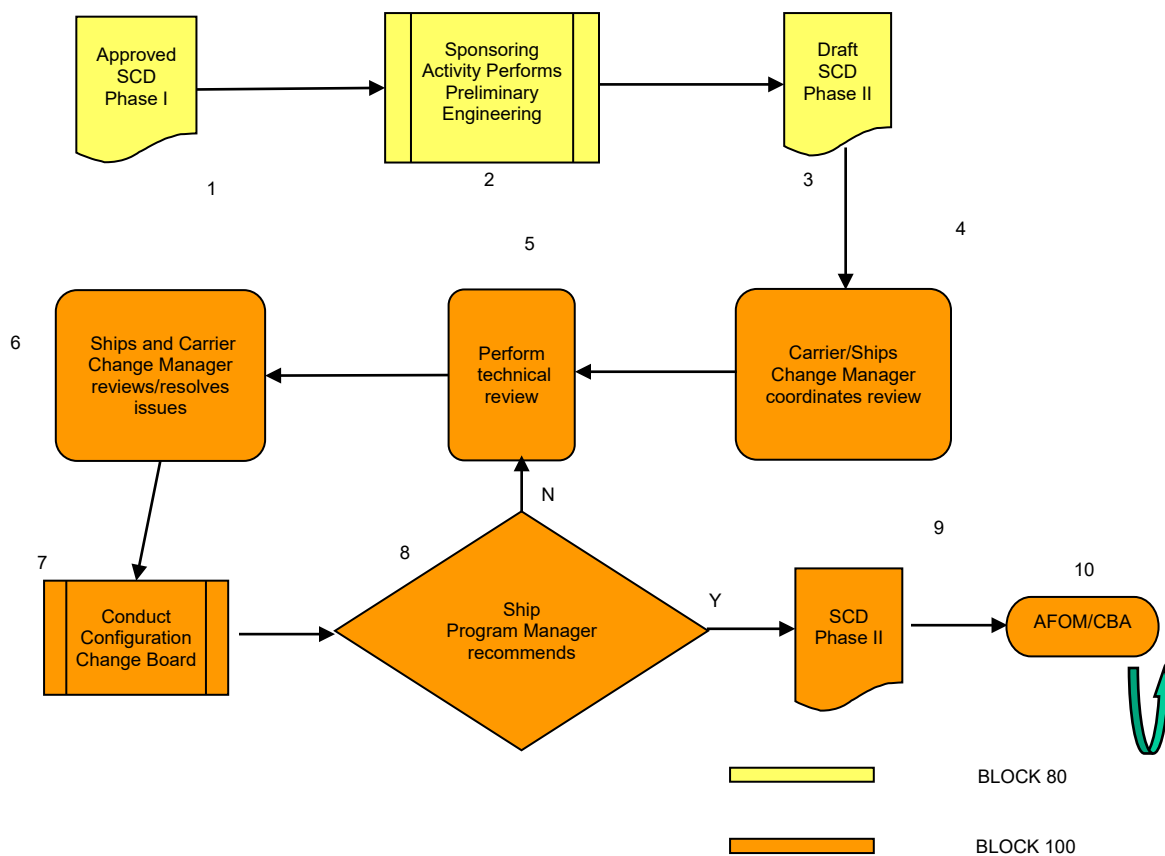 Approved
SCD
Phase I
Sponsoring
Activity Performs
Preliminary
Engineering
Draft
SCD
Phase II
1
2
3
4
5
6
Ships and Carrier
Change Manager
reviews/resolves
issues
Perform
technical
review
Carrier/Ships
Change Manager
coordinates review
N
7
8
9
10
Conduct
Configuration
Change Board
Ship
Program Manager
recommends
Y
SCD
Phase II
AFOM/CBA
BLOCK 80
BLOCK 100